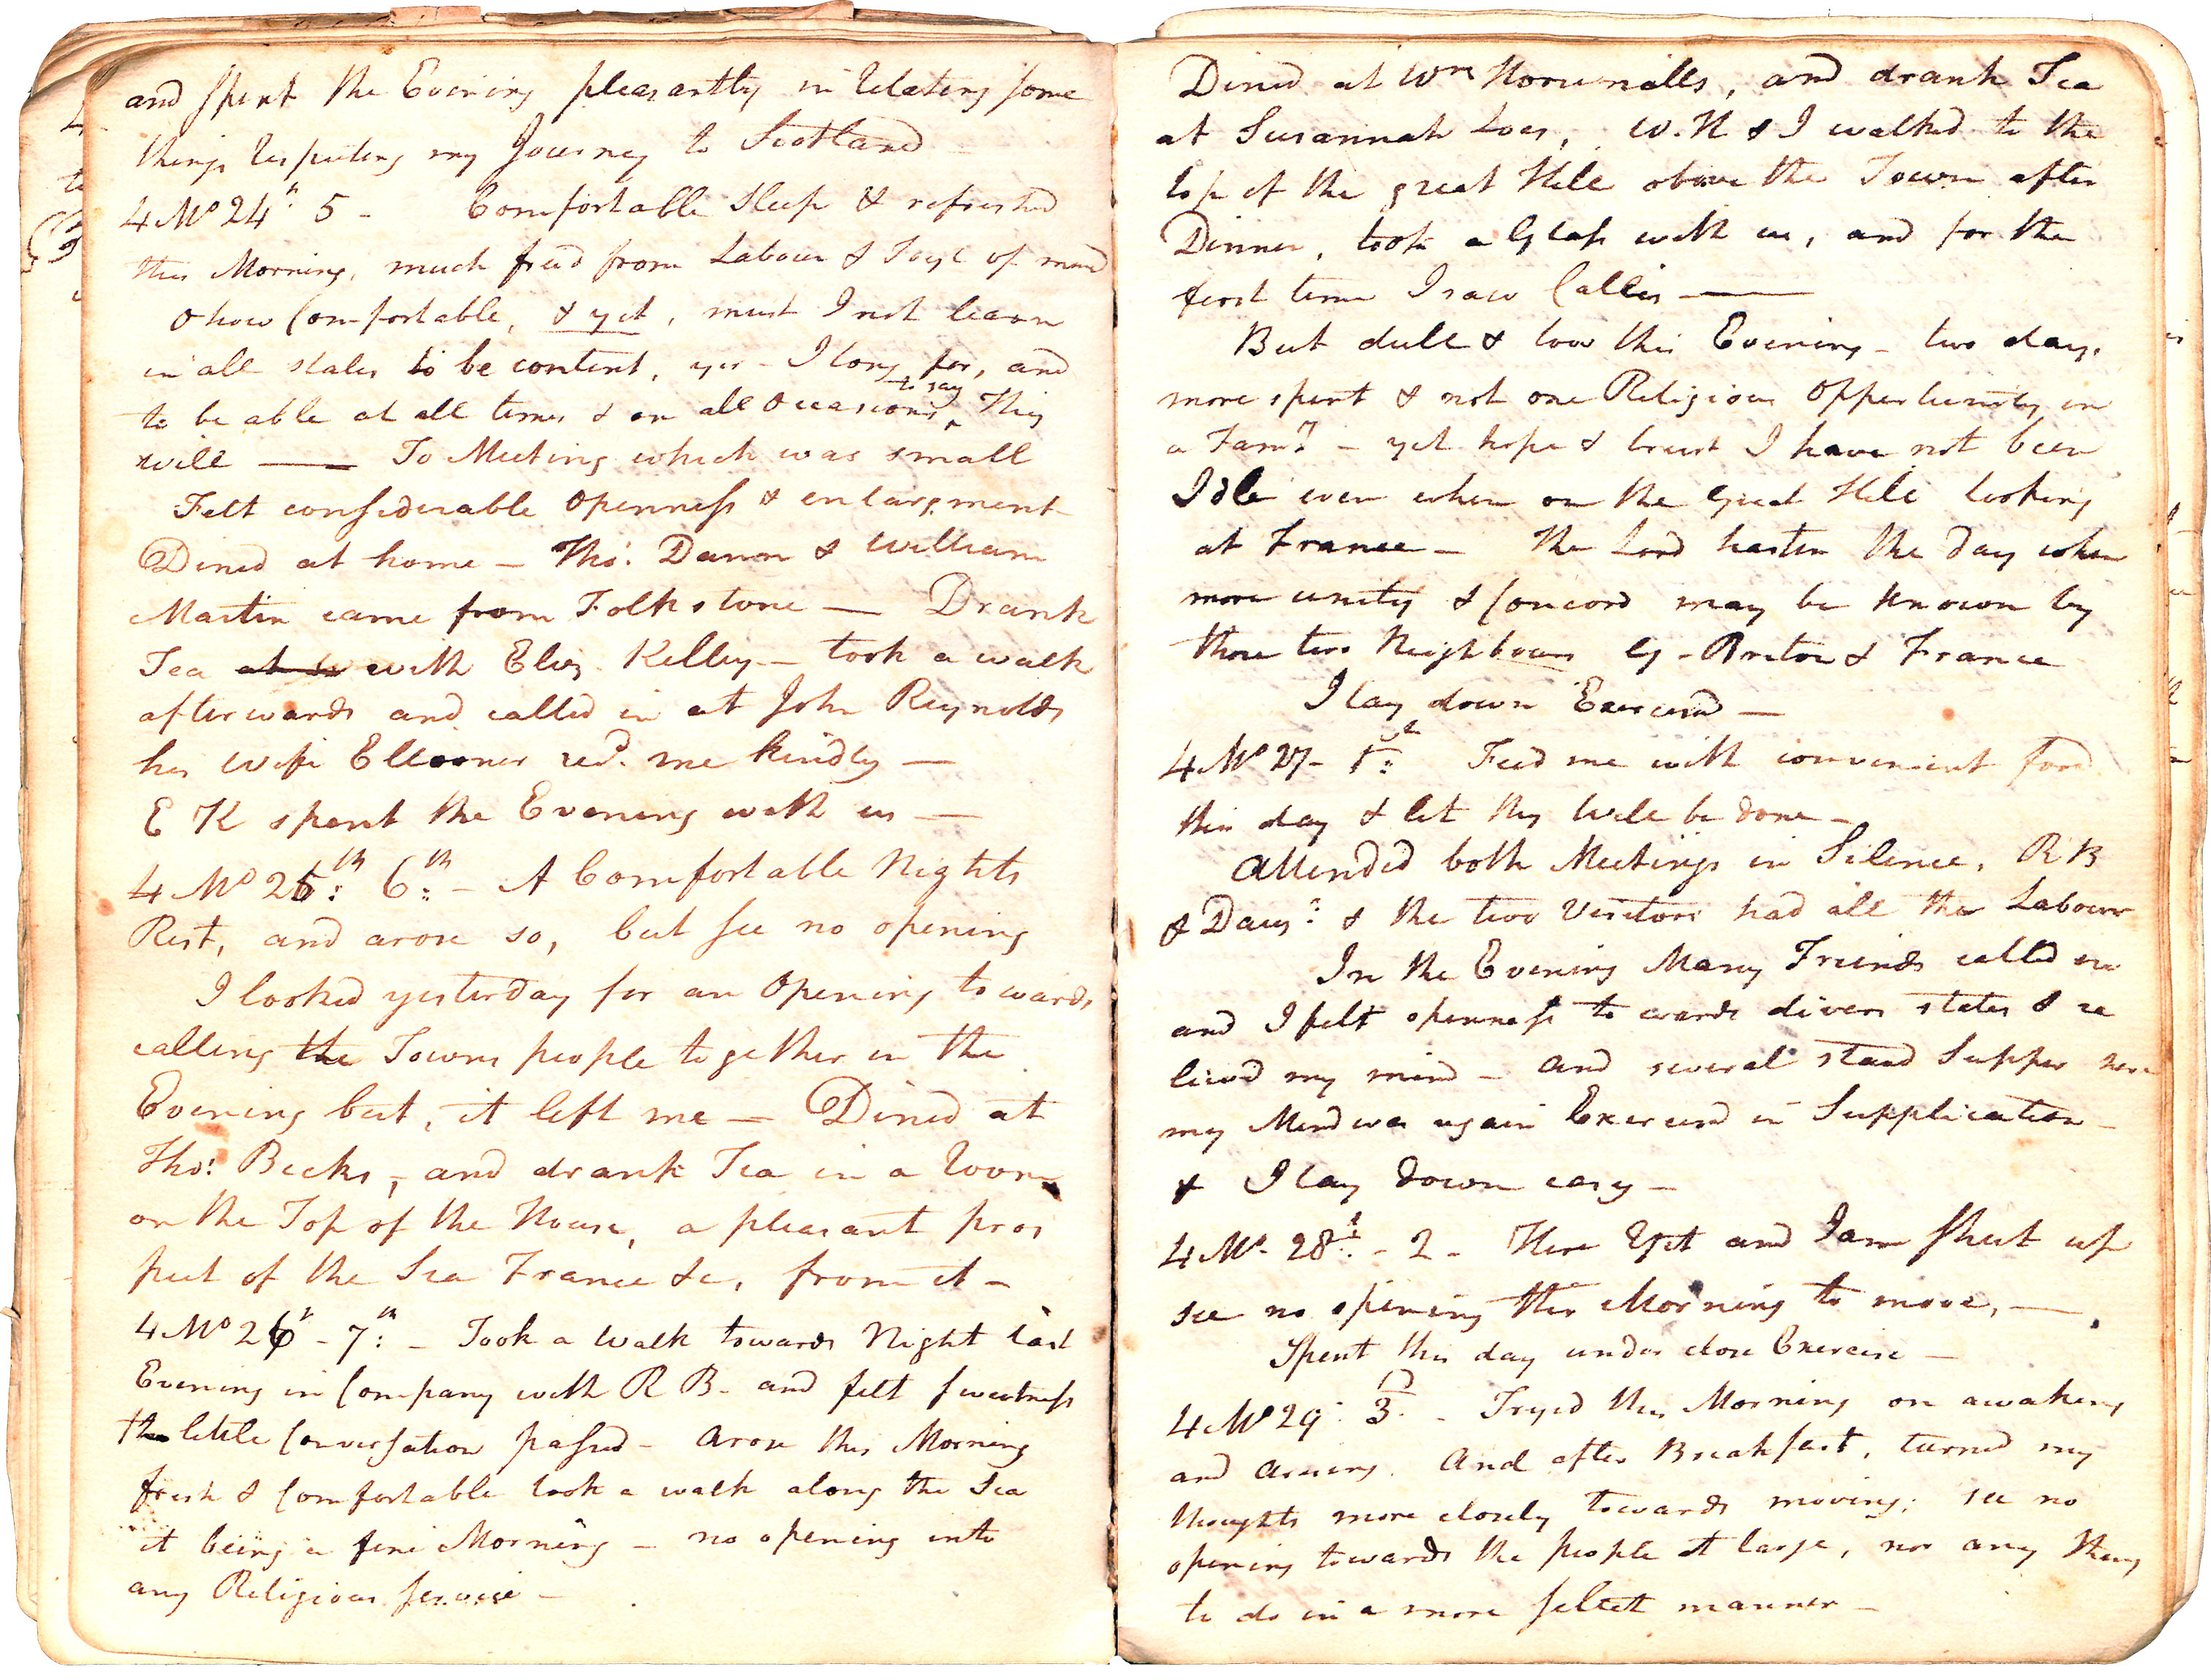 and spent the Evening pleasantly in relating some
things respecting my Journey to Scotland
4 Mo 24th 5 - Comfortable Sleep & refreshed
this Morning, much free'd from Labour & Toyl of mind
O how Comfortable, & yet, must I not learn
in all states to be content, yes - I long for, and
to be able at all times & on all Occasions to say Thy
will — To Meeting which was small
Felt considerable Openness & enlargment
Dined at home - Thos. Dann & William
Martin came from Folkstone — Drank
Tea at with Eliz. Kelley - took a walk
afterwards and called in at John Reynolds
his Wife Elleoner recd. me kindly —
E K spent the Evening with us —
4 Mo 25th: 6th: - A Comfortable Nights
Rest, and arose so, but see no opening
I looked yesterday for an Opening towards
calling the Towns people together in the
Evening but, it left me — Dined at
Thos. Becks, - and drank Tea in a Room
on the Top of the House, a pleasant pros
pect of the Sea France &c, from it -
4 Mo 26th - 7th: - Took a Walk towards Night last
Evening in Company with R B - and felt sweetness
tho little Conversation passed - Arose this Morning
fresh & Comfortable took a walk along the Sea
it being a fine Morning - no opening into
any Religious service -
Dined at Wm Horsnalls, and drank Tea
at Susannah W.H & I walked to the
top of the great Hill above the Town after
Dinner, took a Glass with us, and for the
first time I saw Callis —
But dull & low this Evening - two days
more spent & not one Religious Opportunity in
a Famy - yet hope & trust I have not been
Idle even when on the great Hill looking
at France - the Lord hasten the day when
more unity & Concord may be known by
those two Neighbours G - Briton & France
I lay down Exercised —
4 Mo 27 - 1st: Feed me with convenient food
this day & let thy Will be done -
Attended both Meetings in Silence, R B
& Daugr: & the two Visitors had all the Labour
In the Evening Many Friends called in
and I felt openness towards divers states & re
lieved my mind - and several staid Supper here
my Mind was again Exercised in Supplication -
& I lay down easy -
4 Mo. 28th: - 2 - Here Yet and I am Shut up
see no opening this Morning to move, —
Spent this day under close Exercise —
4 Mo 29: 3d - Tryed this Morning on awaking
and arising. And after Breakfast, turned my
thoughts more closely towards moving; see no
opening towards the people at large, nor any thing
to do in a more select manner -